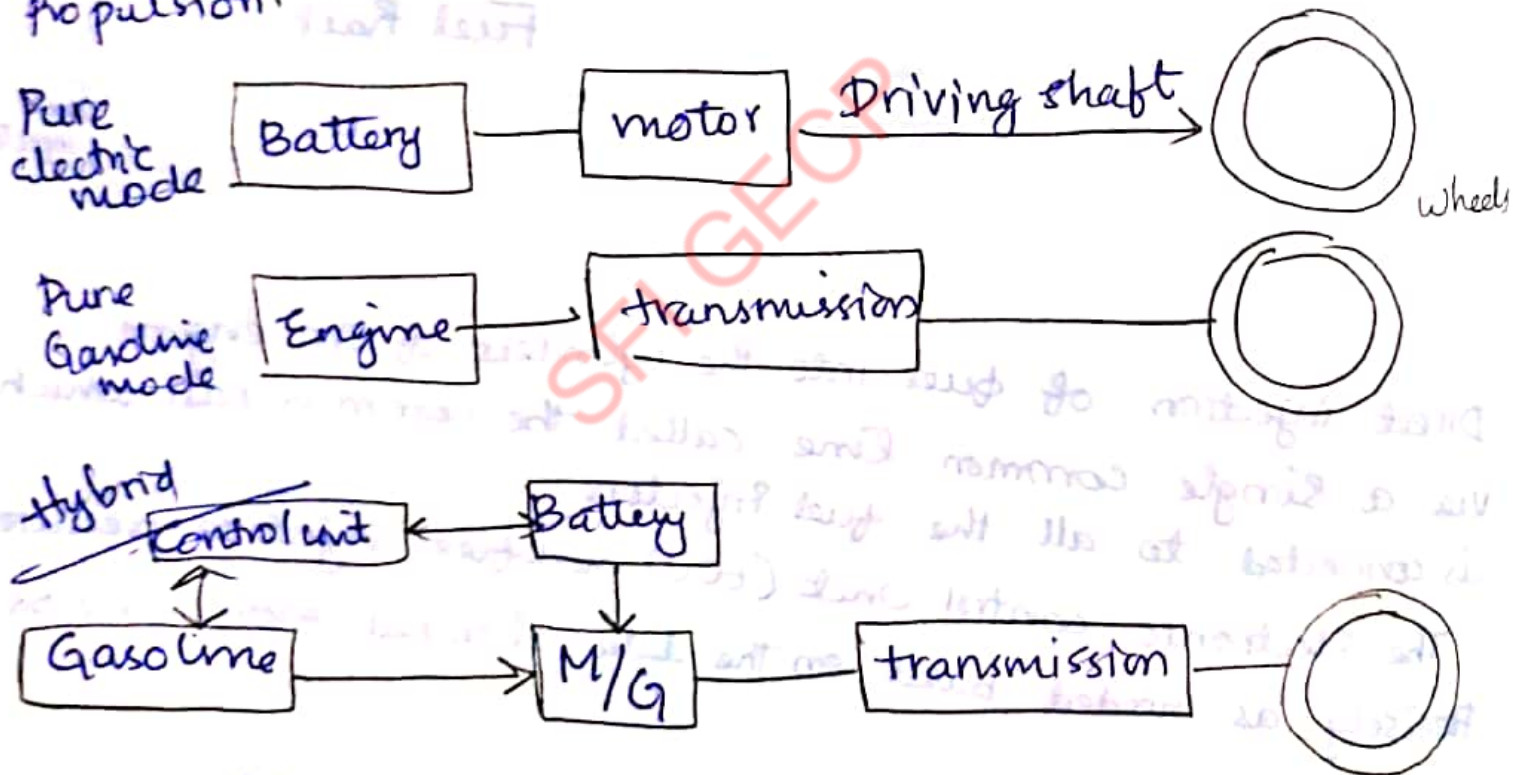 Propulsion.
Pure
electric
mode
Battery
motor
Driving shaft
wheels
Pure
Gasoline
mode
Engine
transmission
Hybrid
Control unit
Battery
Gasoline
M/G
transmission
SFI GECP